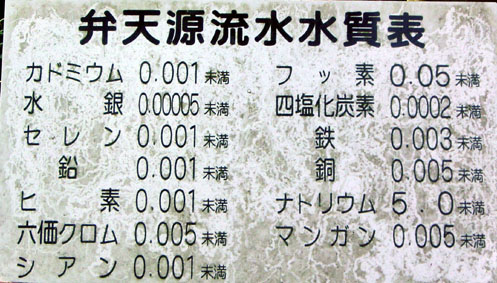 弁天源流水水質表
カドミウム 0.001 未満
水銀 0.00005 未満
セレン 0.001 未満
鉛 0.001 未満
ヒ素 0.001 未満
六価クロム 0.005 未満
シアン 0.001 未満
フッ素 0.05 未満
四塩化炭素 0.0002 未満
鉄 0.003 未満
銅 0.005 未満
ナトリウム 5.0 未満
マンガン 0.005 未満